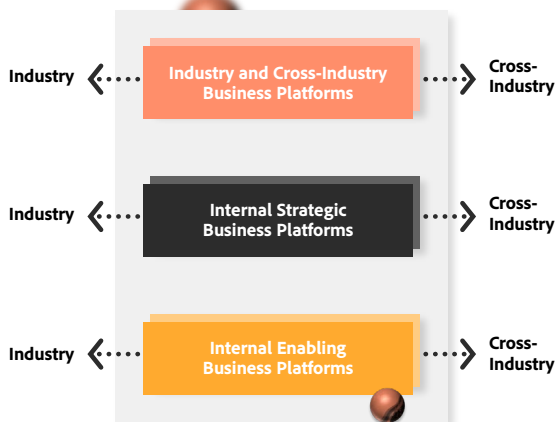 Industry
Industry and Cross-Industry
Business Platforms
Cross-
Industry
Industry
Internal Strategic
Business Platforms
Cross-
Industry
Industry
Internal Enabling
Business Platforms
Cross-
Industry